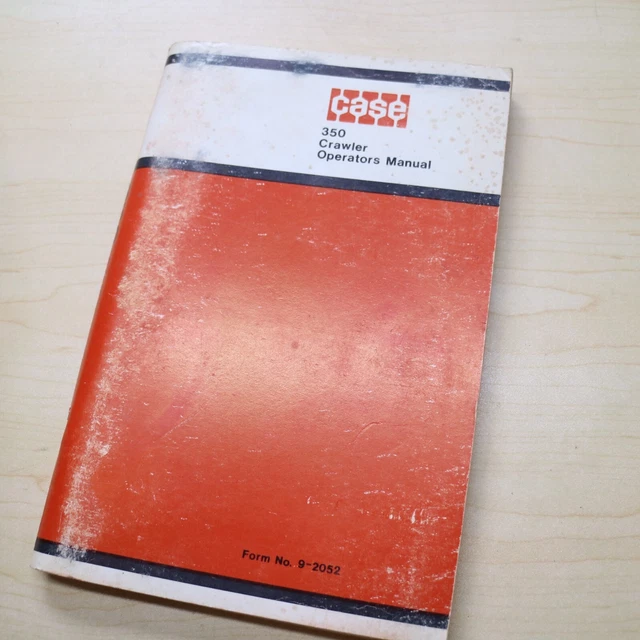 case
350
Crawler
Operators Manual
Form No. 9-2052